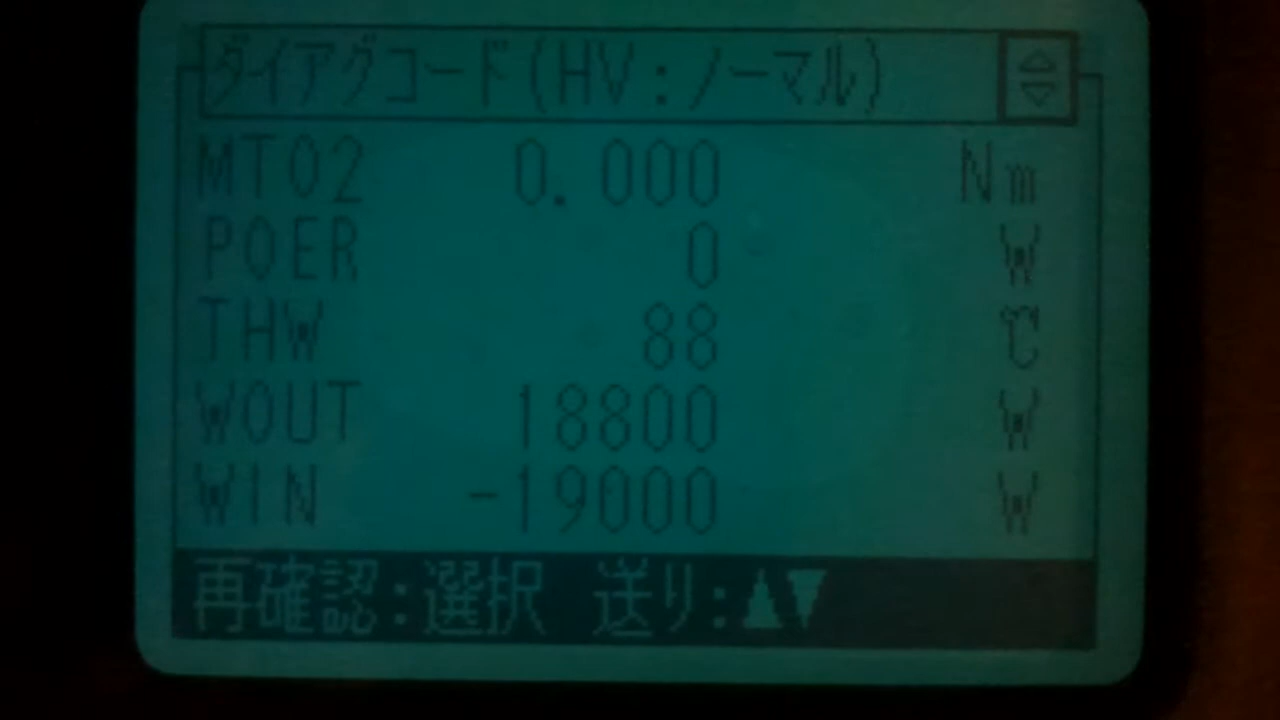 ダイアグコード(HV:ノーマル)
MTO2 0.000 Nm
POER 0 W
THW 88 ℃
WOUT 18800 W
WIN -19000 W
再確認:選択 送り:▲▼